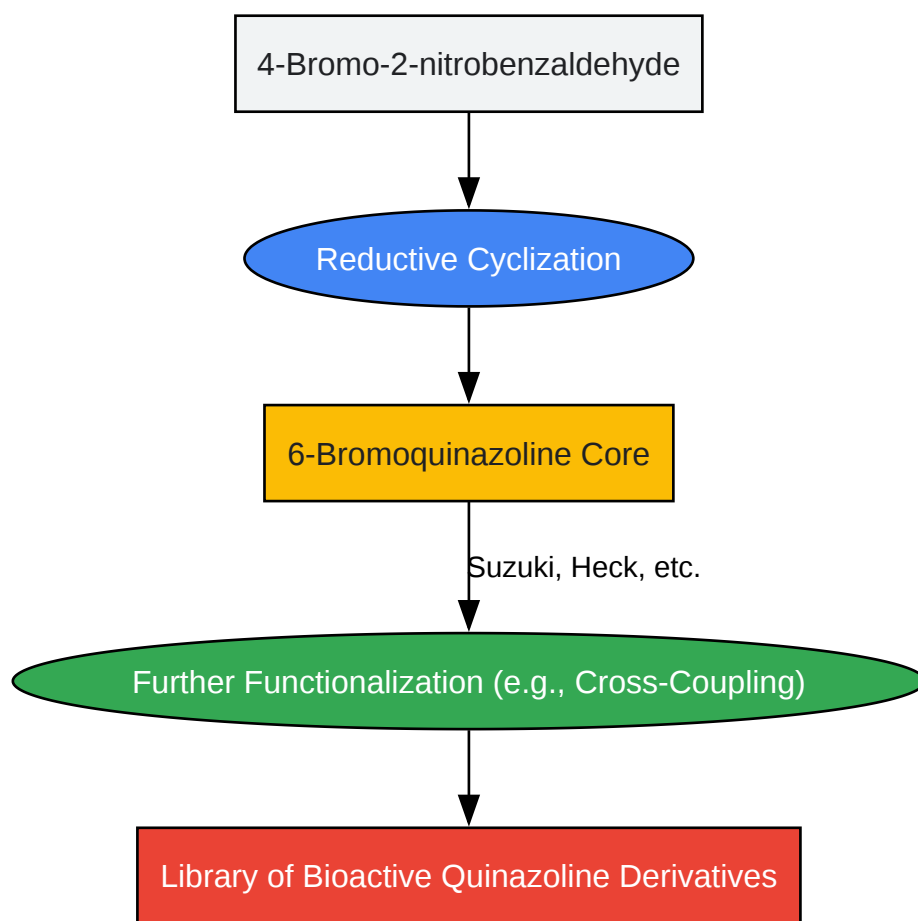 4-Bromo-2-nitrobenzaldehyde
Reductive Cyclization
6-Bromoquinazoline Core
Suzuki, Heck, etc.
Further Functionalization (e.g., Cross-Coupling)
Library of Bioactive Quinazoline Derivatives